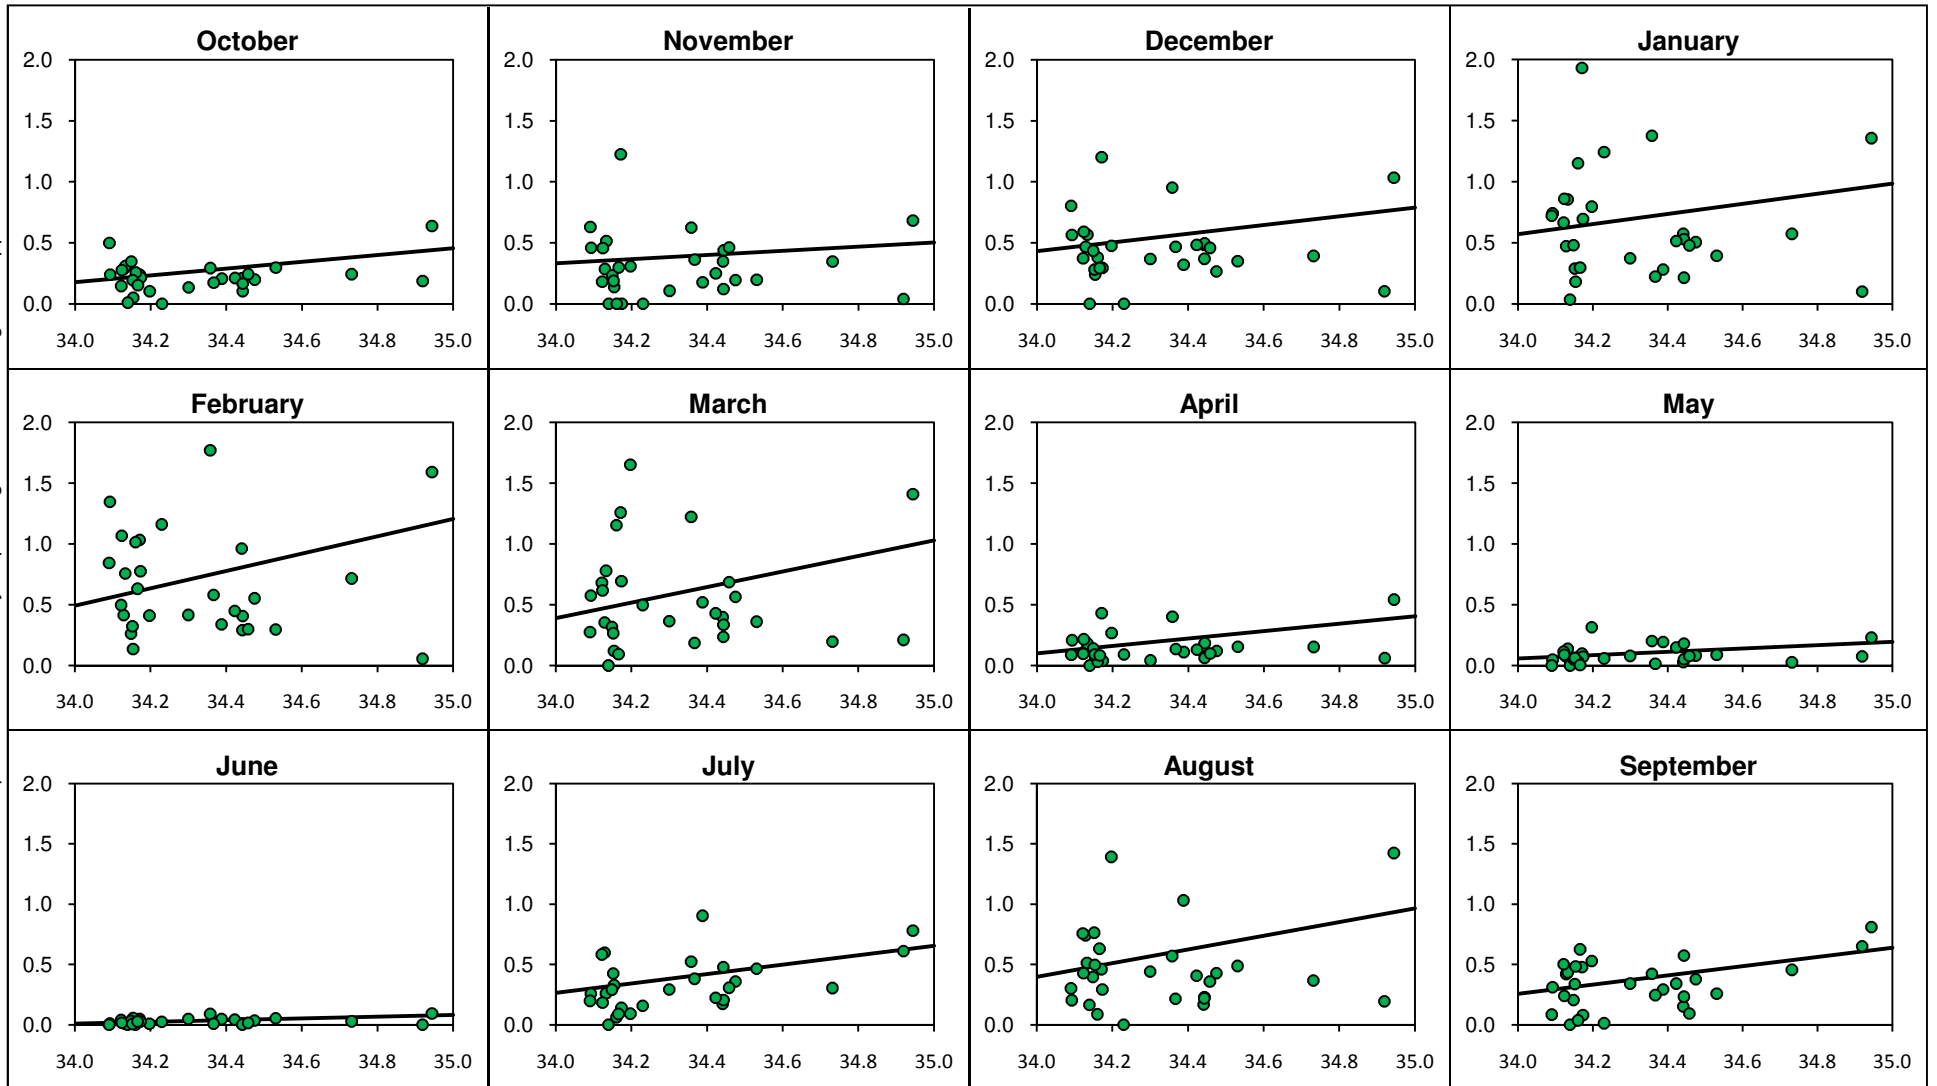 October November December January
2.0 2.0 2.0 2.0
1.5 1.5 1.5 1.5
1.0 1.0 1.0 1.0
0.5 0.5 0.5 0.5
0.0 0.0 0.0 0.0
34.0 34.2 34.4 34.6 34.8 35.0 34.0 34.2 34.4 34.6 34.8 35.0 34.0 34.2 34.4 34.6 34.8 35.0 34.0 34.2 34.4 34.6 34.8 35.0
February March April May
2.0 2.0 2.0 2.0
1.5 1.5 1.5 1.5
1.0 1.0 1.0 1.0
0.5 0.5 0.5 0.5
0.0 0.0 0.0 0.0
34.0 34.2 34.4 34.6 34.8 35.0 34.0 34.2 34.4 34.6 34.8 35.0 34.0 34.2 34.4 34.6 34.8 35.0 34.0 34.2 34.4 34.6 34.8 35.0
June July August September
2.0 2.0 2.0 2.0
1.5 1.5 1.5 1.5
1.0 1.0 1.0 1.0
0.5 0.5 0.5 0.5
0.0 0.0 0.0 0.0
34.0 34.2 34.4 34.6 34.8 35.0 34.0 34.2 34.4 34.6 34.8 35.0 34.0 34.2 34.4 34.6 34.8 35.0 34.0 34.2 34.4 34.6 34.8 35.0